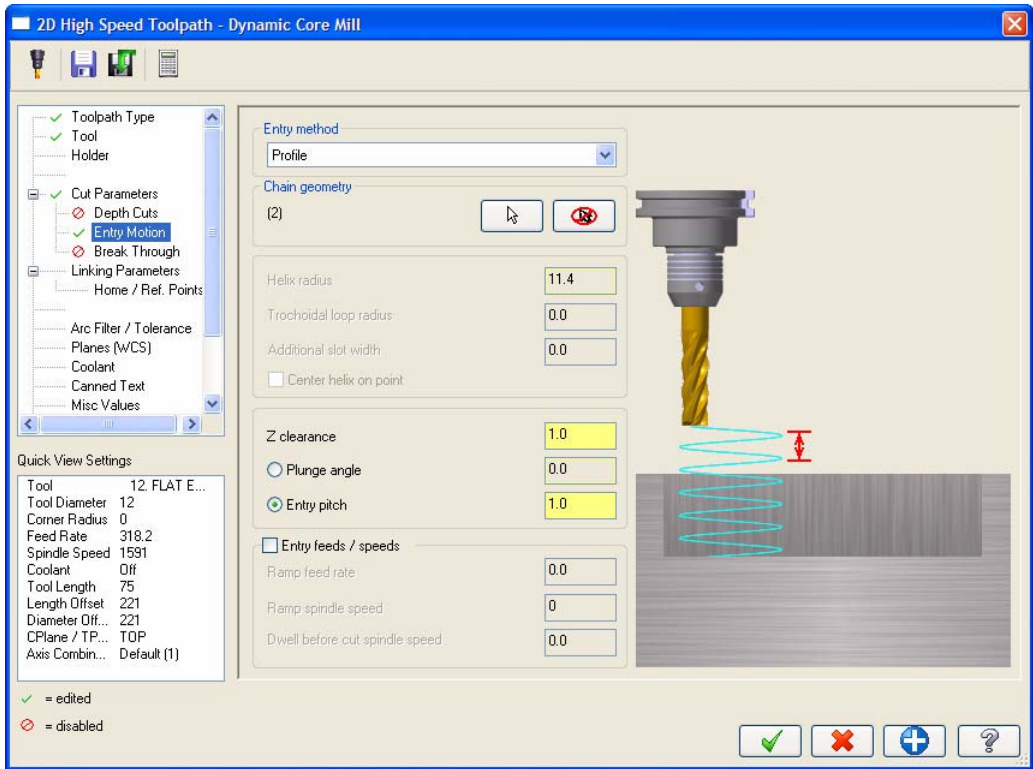 2D High Speed Toolpath - Dynamic Core Mill
Toolpath Type
Tool
Holder
Cut Parameters
Depth Cuts
Entry Motion
Break Through
Linking Parameters
Home / Ref. Points
Arc Filter / Tolerance
Planes (WCS)
Coolant
Canned Text
Misc Values
Quick View Settings
Tool 12. FLAT E...
Tool Diameter 12
Corner Radius 0
Feed Rate 318.2
Spindle Speed 1591
Coolant Off
Tool Length 75
Length Offset 221
Diameter Off... 221
CPlane / TP... TOP
Axis Combin... Default (1)
= edited
= disabled
Entry method
Profile
Chain geometry
(2)
Helix radius 11.4
Trochoidal loop radius 0.0
Additional slot width 0.0
Center helix on point
Z clearance 1.0
Plunge angle 0.0
Entry pitch 1.0
Entry feeds / speeds
Ramp feed rate 0.0
Ramp spindle speed 0
Dwell before cut spindle speed 0.0